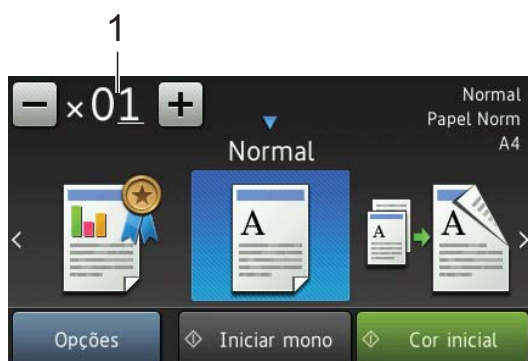 1
− ×01 +
Normal
Papel Norm
A4
Normal
A
A
A
Opções
Iniciar mono
Cor inicial